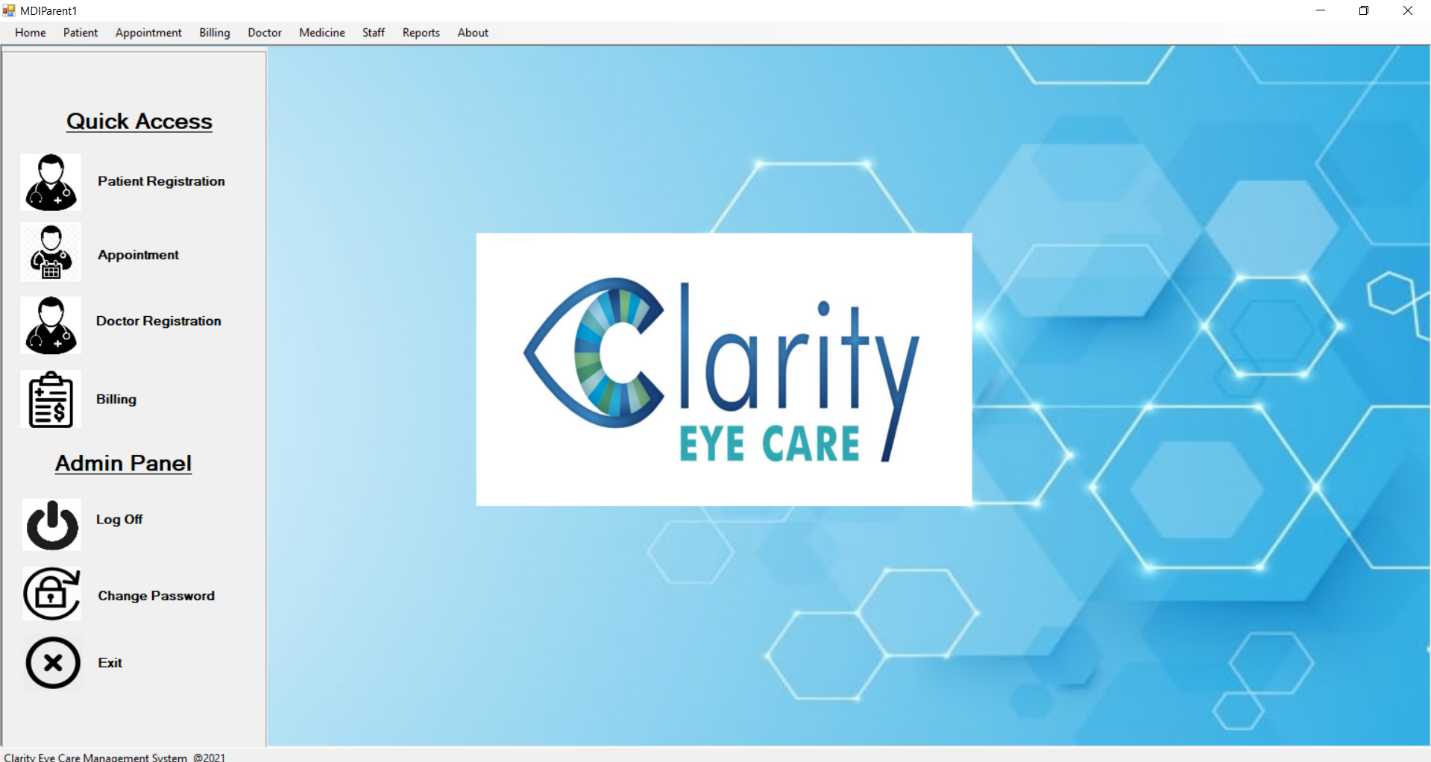 MDIParent1
Home Patient Appointment Billing Doctor Medicine Staff Reports About
Quick Access
Patient Registration
Appointment
Doctor Registration
Billing
Admin Panel
Log Off
Change Password
Exit
Clarity
EYE CARE
Clarity Eye Care Management System @2021